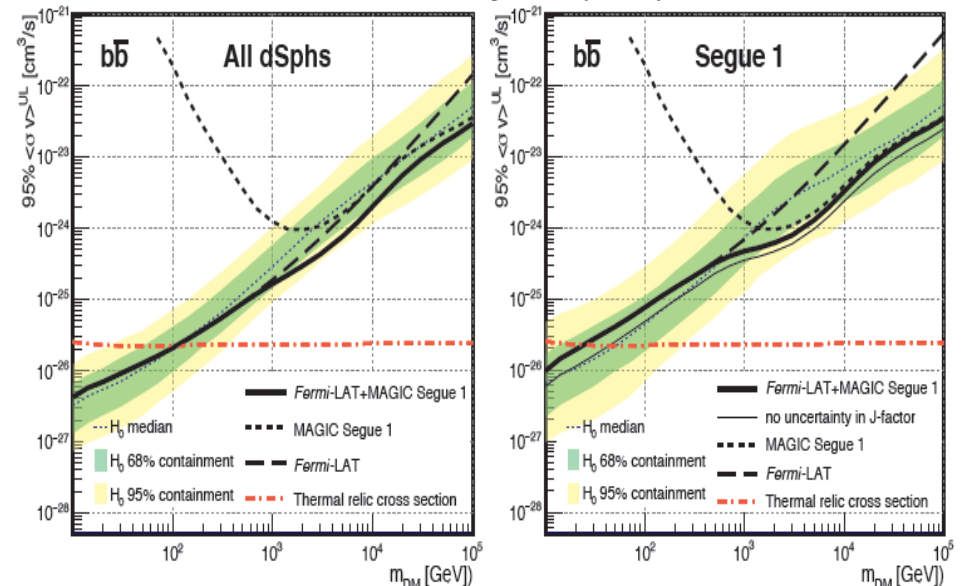 bb̅ All dSphs
95% <σ v>^UL [cm³/s]
10⁻²¹
10⁻²²
10⁻²³
10⁻²⁴
10⁻²⁵
10⁻²⁶
10⁻²⁷
10⁻²⁸
Fermi-LAT+MAGIC Segue 1
MAGIC Segue 1
Fermi-LAT
Thermal relic cross section
H₀ median
H₀ 68% containment
H₀ 95% containment
10² 10³ 10⁴ 10⁵
m_DM [GeV])
bb̅ Segue 1
95% <σ v>^UL [cm³/s]
10⁻²¹
10⁻²²
10⁻²³
10⁻²⁴
10⁻²⁵
10⁻²⁶
10⁻²⁷
10⁻²⁸
Fermi-LAT+MAGIC Segue 1
no uncertainty in J-factor
MAGIC Segue 1
Fermi-LAT
Thermal relic cross section
H₀ median
H₀ 68% containment
H₀ 95% containment
10² 10³ 10⁴ 10⁵
m_DM [GeV])